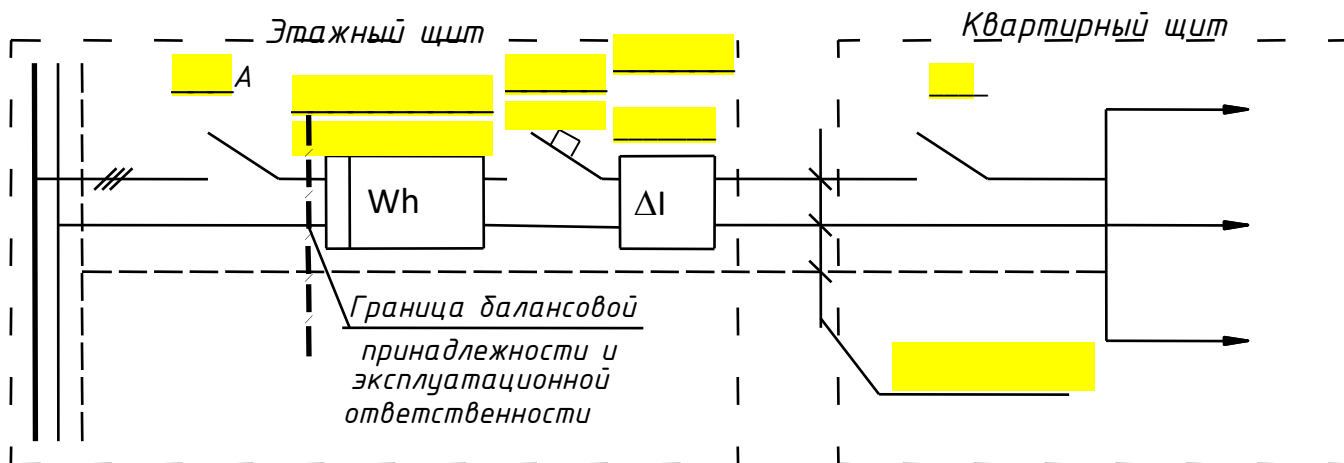 Этажный щит
Квартирный щит
А
Wh
ΔI
Граница балансовой
принадлежности и
эксплуатационной
ответственности